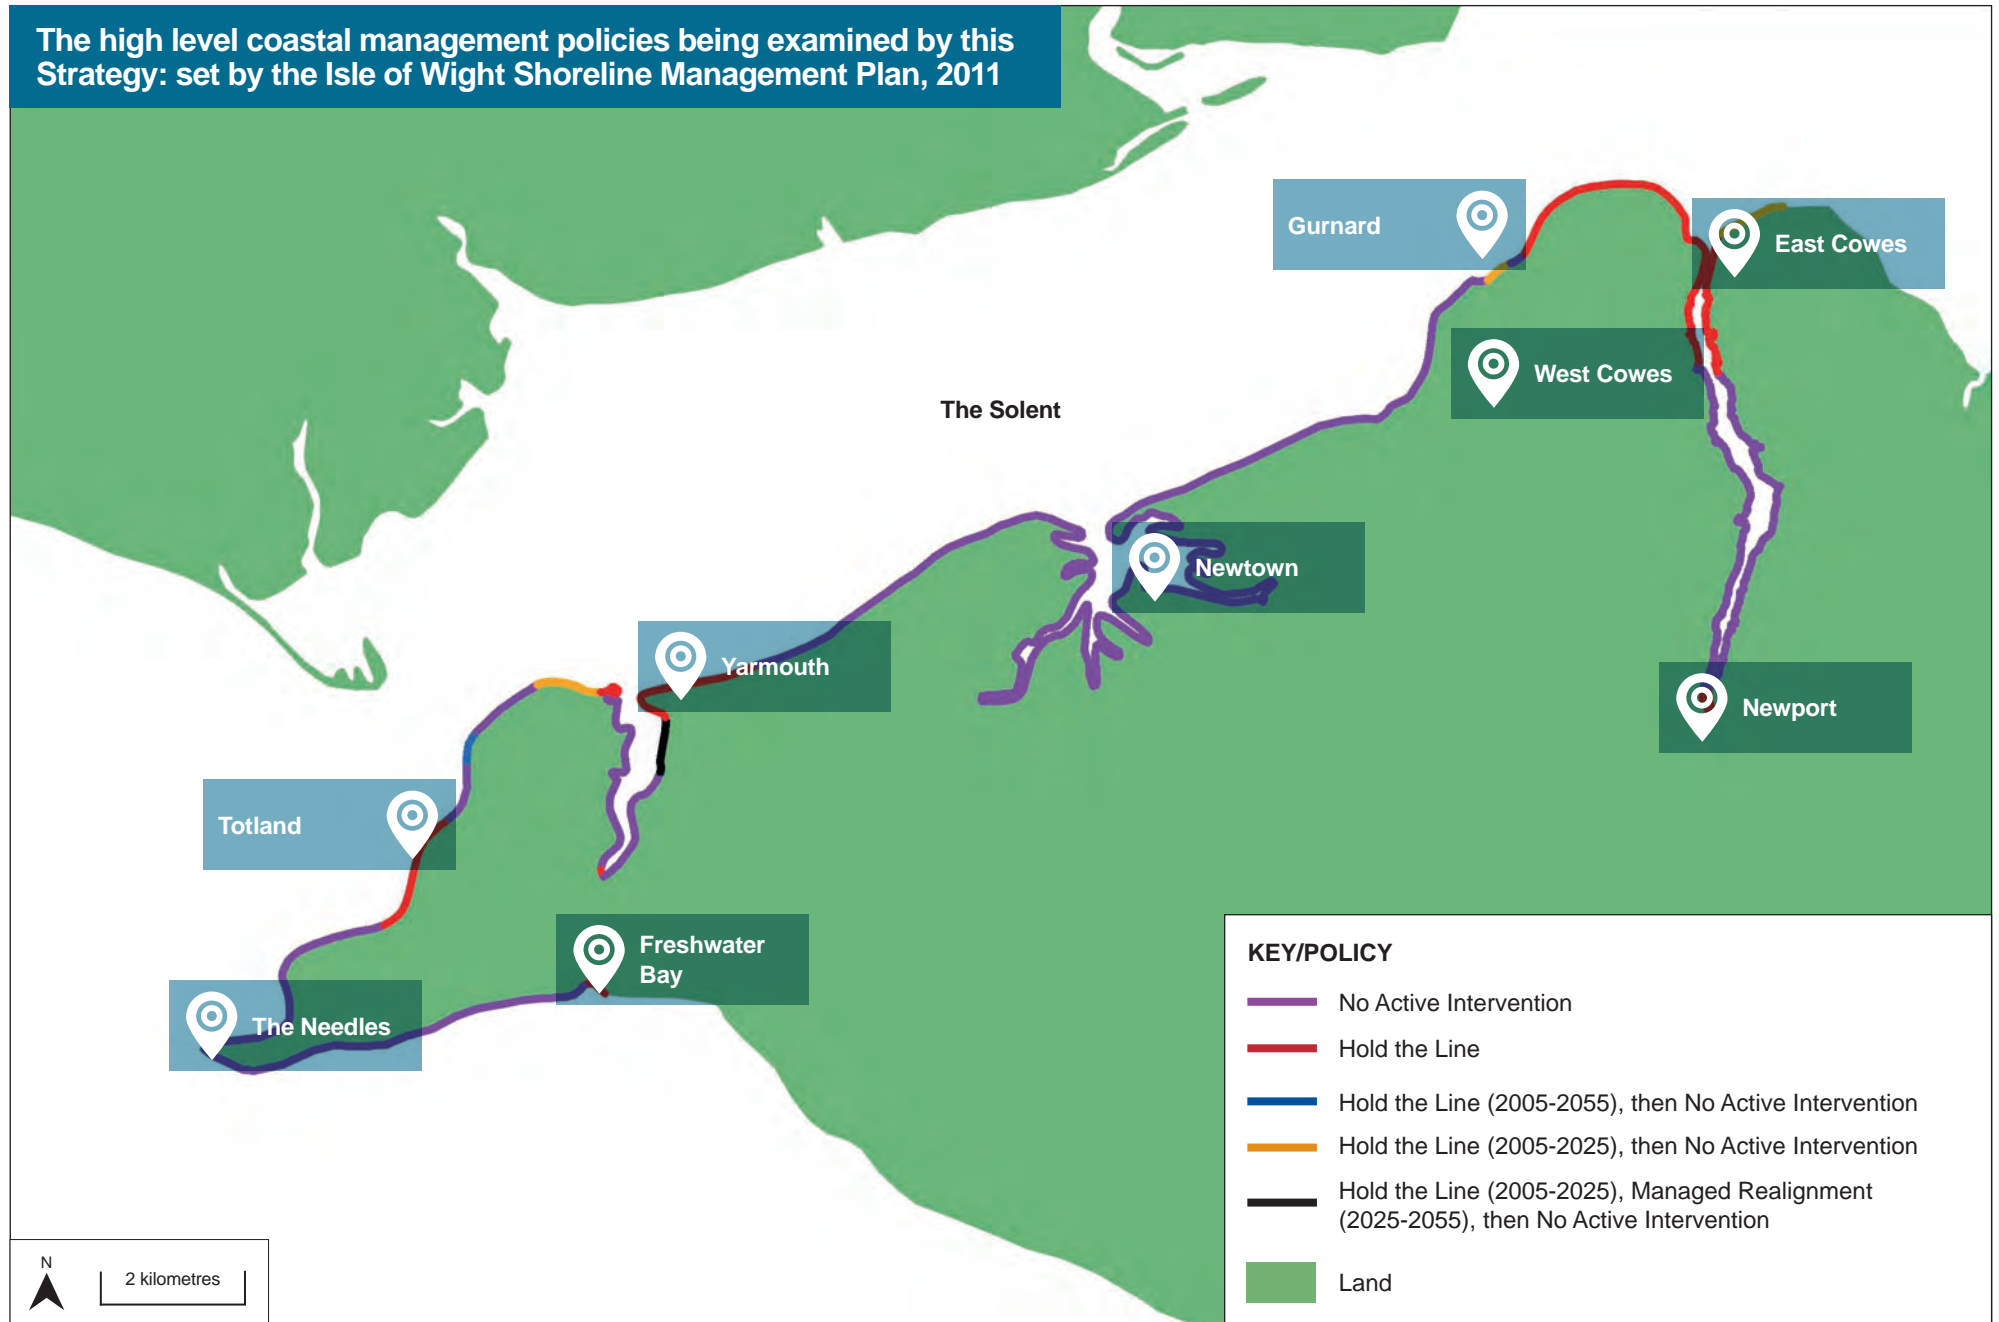 The high level coastal management policies being examined by this
Strategy: set by the Isle of Wight Shoreline Management Plan, 2011
Gurnard
East Cowes
West Cowes
The Solent
Newtown
Yarmouth
Newport
Totland
Freshwater
Bay
The Needles
KEY/POLICY
No Active Intervention
Hold the Line
Hold the Line (2005-2055), then No Active Intervention
Hold the Line (2005-2025), then No Active Intervention
Hold the Line (2005-2025), Managed Realignment
(2025-2055), then No Active Intervention
Land
N
2 kilometres